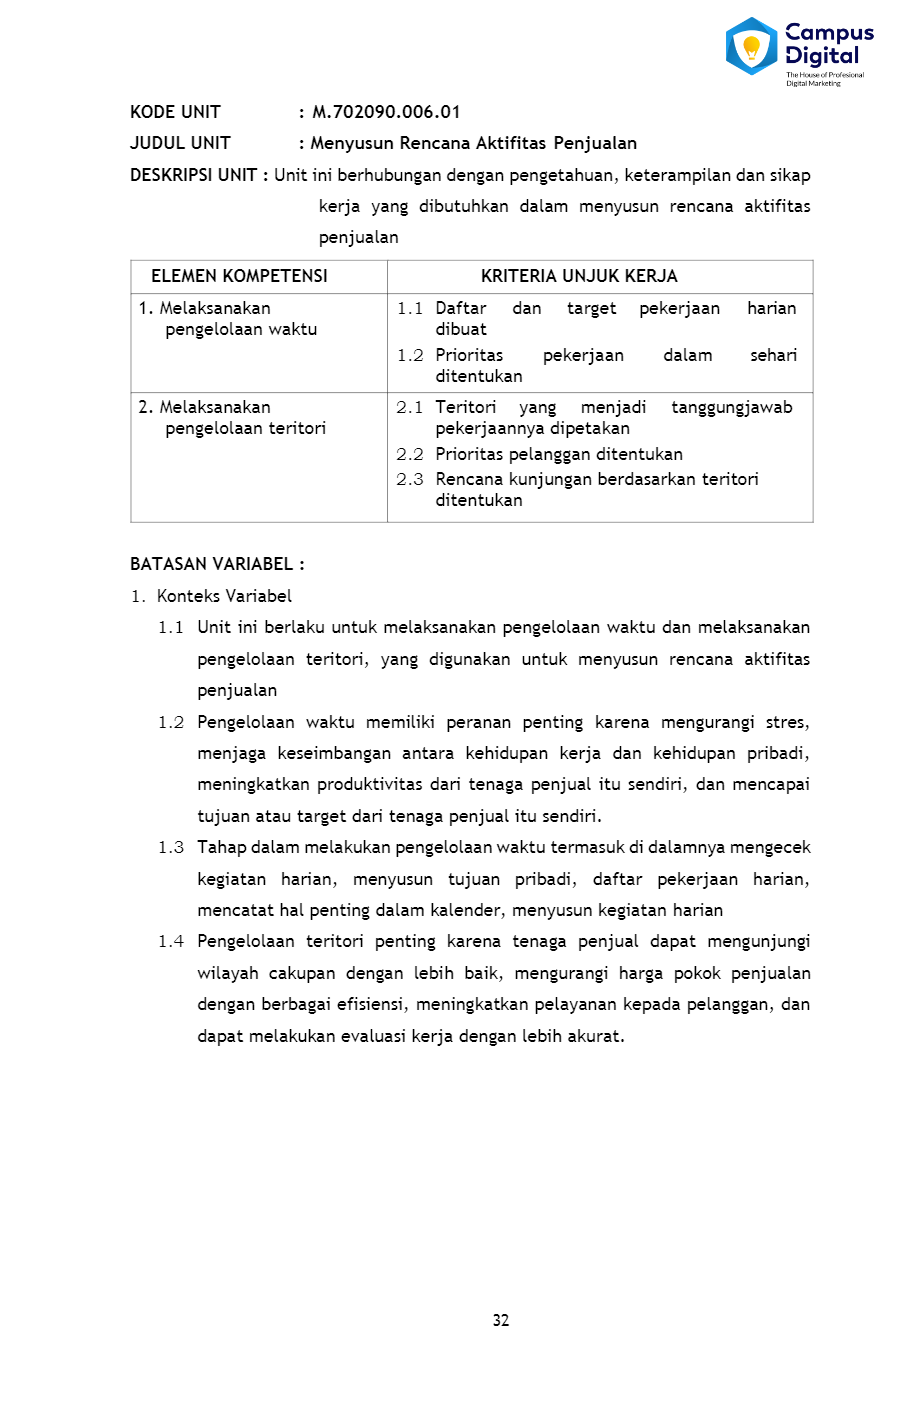 Campus
Digital
The House of Profesional
Digital Marketing
KODE UNIT : M.702090.006.01
JUDUL UNIT : Menyusun Rencana Aktifitas Penjualan
DESKRIPSI UNIT : Unit ini berhubungan dengan pengetahuan, keterampilan dan sikap
kerja yang dibutuhkan dalam menyusun rencana aktifitas
penjualan
ELEMEN KOMPETENSI KRITERIA UNJUK KERJA
1. Melaksanakan
pengelolaan waktu
1.1 Daftar dan target pekerjaan harian
dibuat
1.2 Prioritas pekerjaan dalam sehari
ditentukan
2. Melaksanakan
pengelolaan teritori
2.1 Teritori yang menjadi tanggungjawab
pekerjaannya dipetakan
2.2 Prioritas pelanggan ditentukan
2.3 Rencana kunjungan berdasarkan teritori
ditentukan
BATASAN VARIABEL :
1. Konteks Variabel
1.1 Unit ini berlaku untuk melaksanakan pengelolaan waktu dan melaksanakan
pengelolaan teritori, yang digunakan untuk menyusun rencana aktifitas
penjualan
1.2 Pengelolaan waktu memiliki peranan penting karena mengurangi stres,
menjaga keseimbangan antara kehidupan kerja dan kehidupan pribadi,
meningkatkan produktivitas dari tenaga penjual itu sendiri, dan mencapai
tujuan atau target dari tenaga penjual itu sendiri.
1.3 Tahap dalam melakukan pengelolaan waktu termasuk di dalamnya mengecek
kegiatan harian, menyusun tujuan pribadi, daftar pekerjaan harian,
mencatat hal penting dalam kalender, menyusun kegiatan harian
1.4 Pengelolaan teritori penting karena tenaga penjual dapat mengunjungi
wilayah cakupan dengan lebih baik, mengurangi harga pokok penjualan
dengan berbagai efisiensi, meningkatkan pelayanan kepada pelanggan, dan
dapat melakukan evaluasi kerja dengan lebih akurat.
32